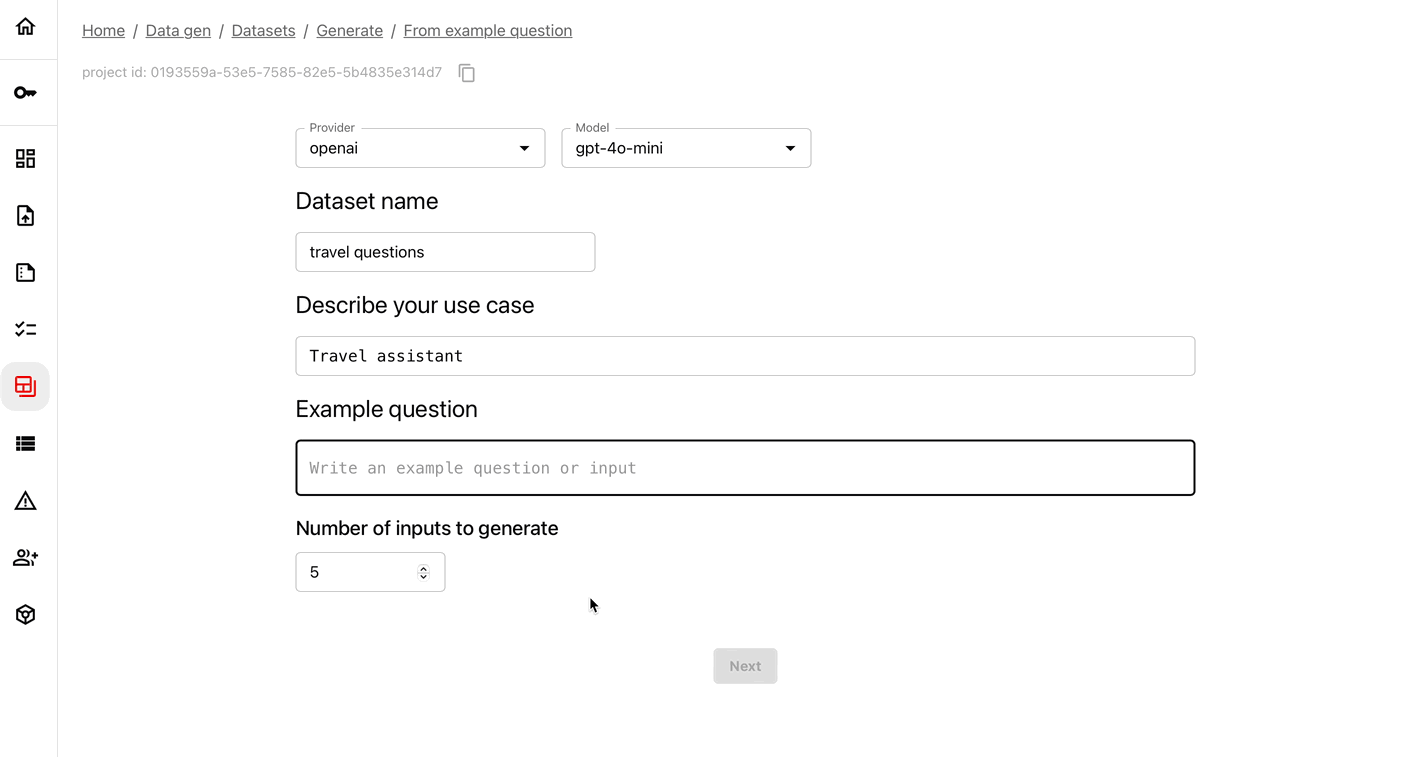 Home / Data gen / Datasets / Generate / From example question
project id: 0193559a-53e5-7585-82e5-5b4835e314d7
Provider
openai
Model
gpt-4o-mini
Dataset name
travel questions
Describe your use case
Travel assistant
Example question
Write an example question or input
Number of inputs to generate
5
Next